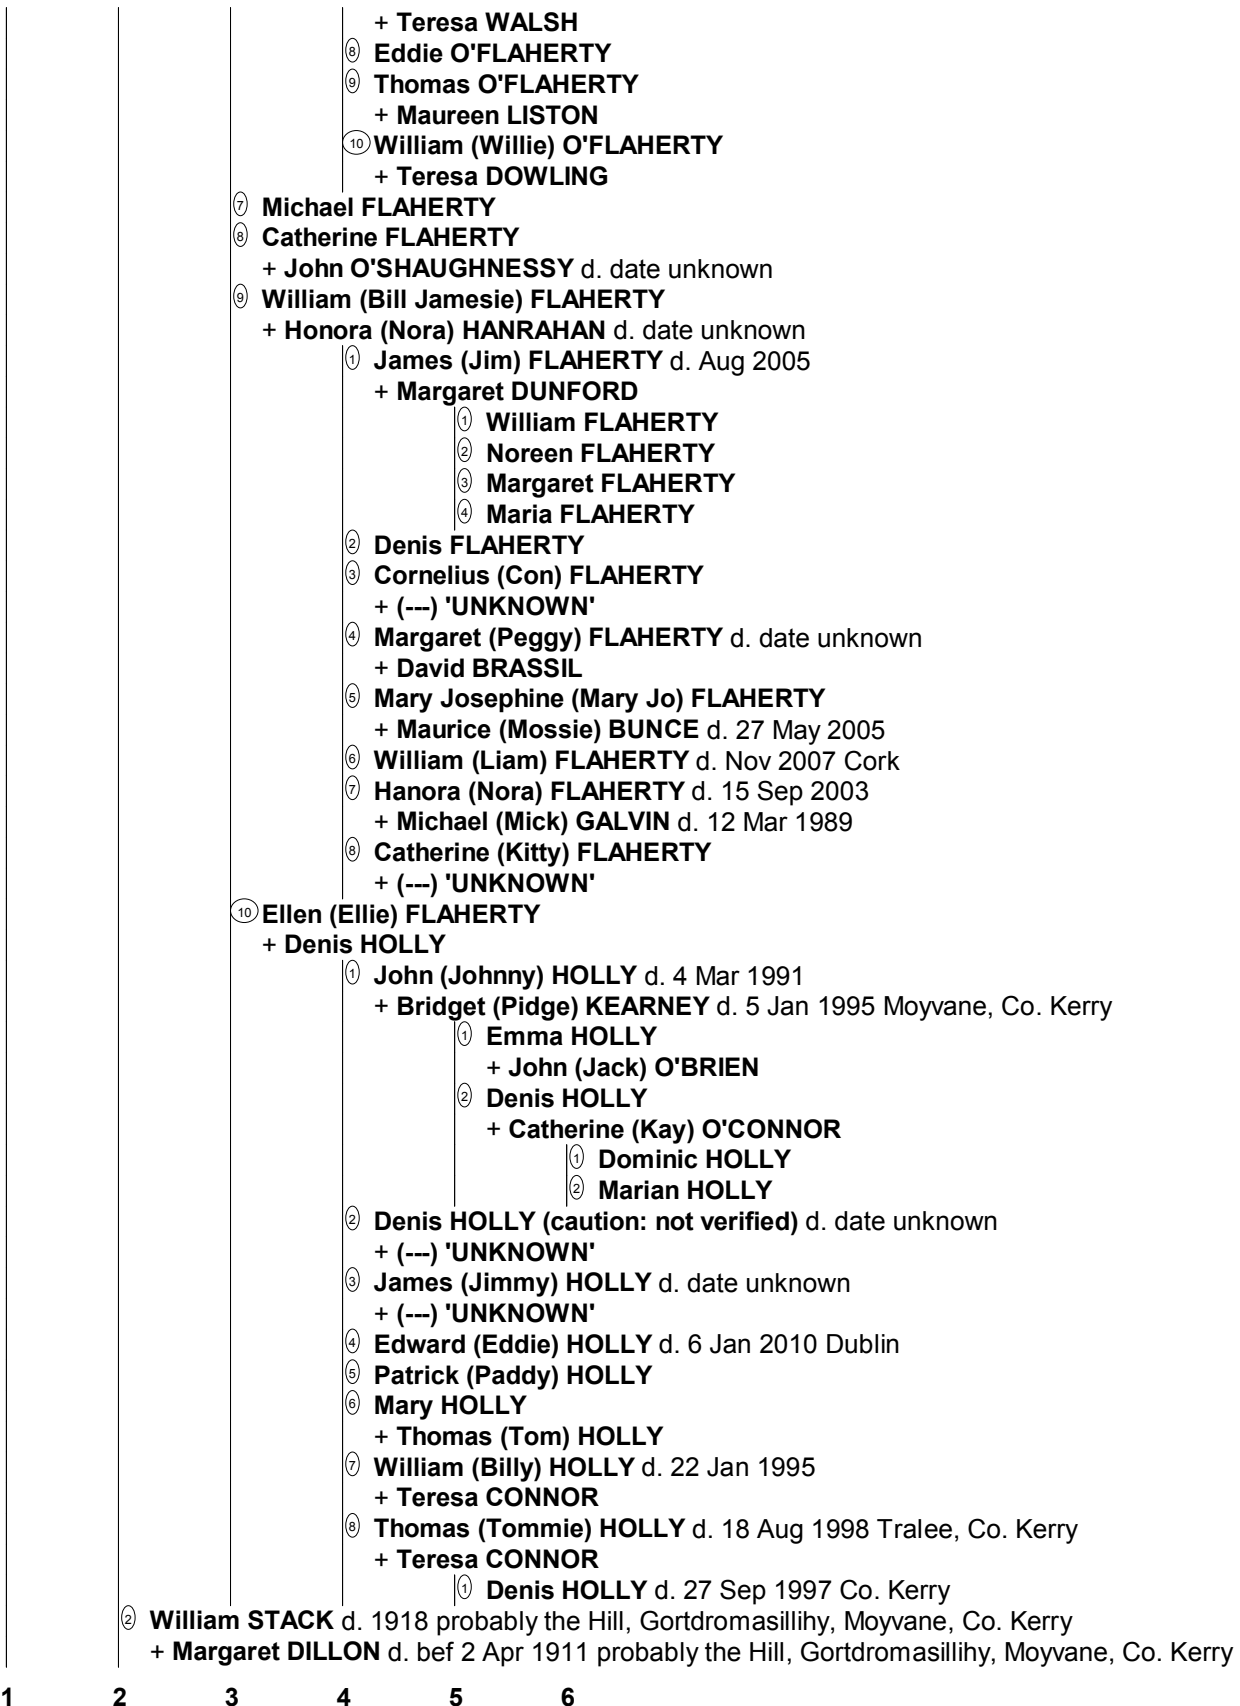 + Teresa WALSH
8 Eddie O'FLAHERTY
9 Thomas O'FLAHERTY
+ Maureen LISTON
10 William (Willie) O'FLAHERTY
+ Teresa DOWLING
7 Michael FLAHERTY
8 Catherine FLAHERTY
+ John O'SHAUGHNESSY d. date unknown
9 William (Bill Jamesie) FLAHERTY
+ Honora (Nora) HANRAHAN d. date unknown
1 James (Jim) FLAHERTY d. Aug 2005
+ Margaret DUNFORD
1 William FLAHERTY
2 Noreen FLAHERTY
3 Margaret FLAHERTY
4 Maria FLAHERTY
2 Denis FLAHERTY
3 Cornelius (Con) FLAHERTY
+ (---) 'UNKNOWN'
4 Margaret (Peggy) FLAHERTY d. date unknown
+ David BRASSIL
5 Mary Josephine (Mary Jo) FLAHERTY
+ Maurice (Mossie) BUNCE d. 27 May 2005
6 William (Liam) FLAHERTY d. Nov 2007 Cork
7 Hanora (Nora) FLAHERTY d. 15 Sep 2003
+ Michael (Mick) GALVIN d. 12 Mar 1989
8 Catherine (Kitty) FLAHERTY
+ (---) 'UNKNOWN'
10 Ellen (Ellie) FLAHERTY
+ Denis HOLLY
1 John (Johnny) HOLLY d. 4 Mar 1991
+ Bridget (Pidge) KEARNEY d. 5 Jan 1995 Moyvane, Co. Kerry
1 Emma HOLLY
+ John (Jack) O'BRIEN
2 Denis HOLLY
+ Catherine (Kay) O'CONNOR
1 Dominic HOLLY
2 Marian HOLLY
2 Denis HOLLY (caution: not verified) d. date unknown
+ (---) 'UNKNOWN'
3 James (Jimmy) HOLLY d. date unknown
+ (---) 'UNKNOWN'
4 Edward (Eddie) HOLLY d. 6 Jan 2010 Dublin
5 Patrick (Paddy) HOLLY
6 Mary HOLLY
+ Thomas (Tom) HOLLY
7 William (Billy) HOLLY d. 22 Jan 1995
+ Teresa CONNOR
8 Thomas (Tommie) HOLLY d. 18 Aug 1998 Tralee, Co. Kerry
+ Teresa CONNOR
1 Denis HOLLY d. 27 Sep 1997 Co. Kerry
2 William STACK d. 1918 probably the Hill, Gortdromasillihy, Moyvane, Co. Kerry
+ Margaret DILLON d. bef 2 Apr 1911 probably the Hill, Gortdromasillihy, Moyvane, Co. Kerry
1 2 3 4 5 6